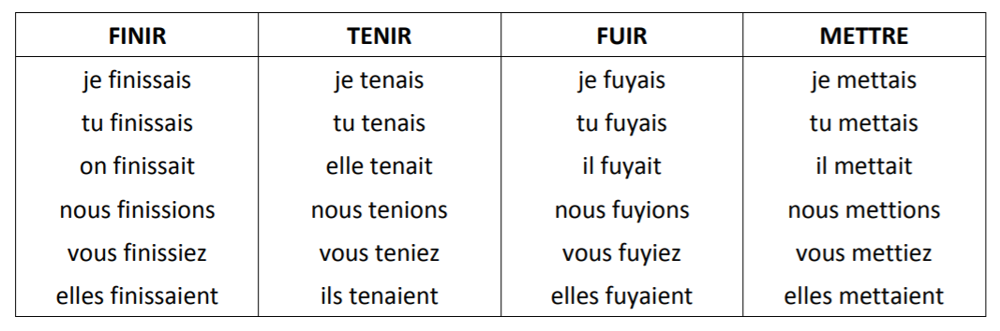 FINIR TENIR FUIR METTRE
je finissais je tenais je fuyais je mettais
tu finissais tu tenais tu fuyais tu mettais
on finissait elle tenait il fuyait il mettait
nous finissions nous tenions nous fuyions nous mettions
vous finissiez vous teniez vous fuyiez vous mettiez
elles finissaient ils tenaient elles fuyaient elles mettaient